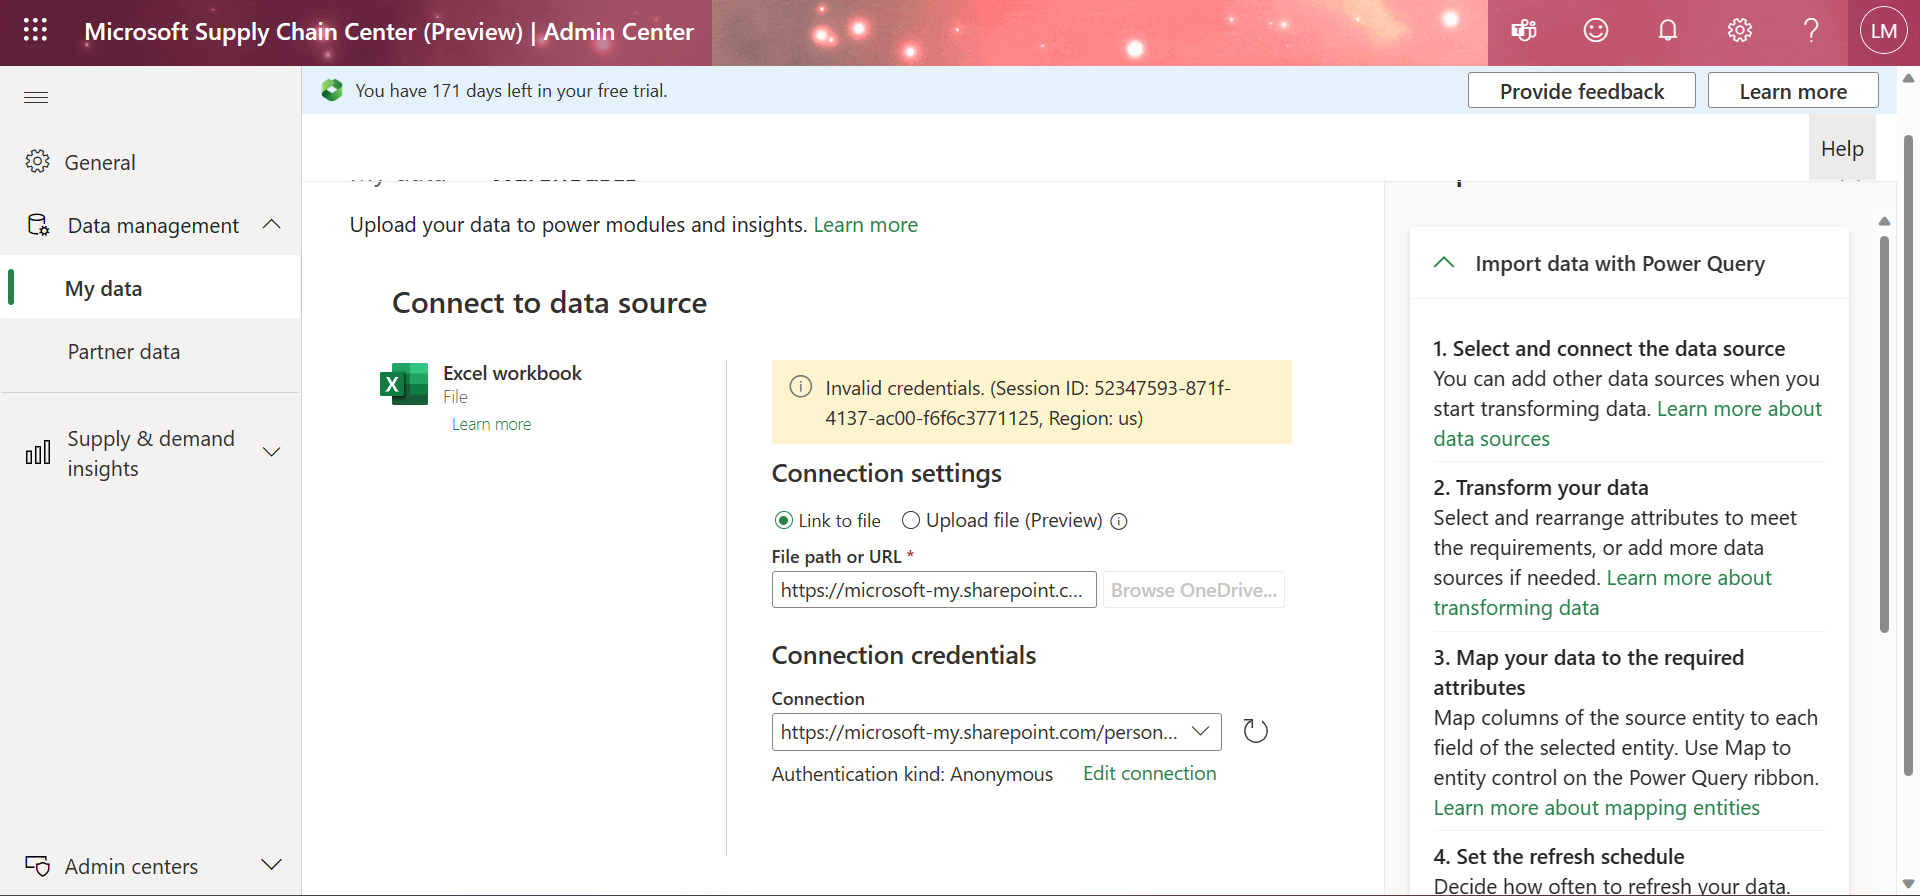 Microsoft Supply Chain Center (Preview) | Admin Center
LM
You have 171 days left in your free trial.
Provide feedback
Learn more
Help
General
Data management
My data
Partner data
Supply & demand
insights
Admin centers
Upload your data to power modules and insights. Learn more
Connect to data source
Excel workbook
File
Learn more
Invalid credentials. (Session ID: 52347593-871f-
4137-ac00-f6f6c3771125, Region: us)
Connection settings
Link to file
Upload file (Preview)
File path or URL *
https://microsoft-my.sharepoint.c...
Browse OneDrive...
Connection credentials
Connection
https://microsoft-my.sharepoint.com/person...
Authentication kind: Anonymous
Edit connection
Import data with Power Query
1. Select and connect the data source
You can add other data sources when you
start transforming data. Learn more about
data sources
2. Transform your data
Select and rearrange attributes to meet
the requirements, or add more data
sources if needed. Learn more about
transforming data
3. Map your data to the required
attributes
Map columns of the source entity to each
field of the selected entity. Use Map to
entity control on the Power Query ribbon.
Learn more about mapping entities
4. Set the refresh schedule
Decide how often to refresh your data.